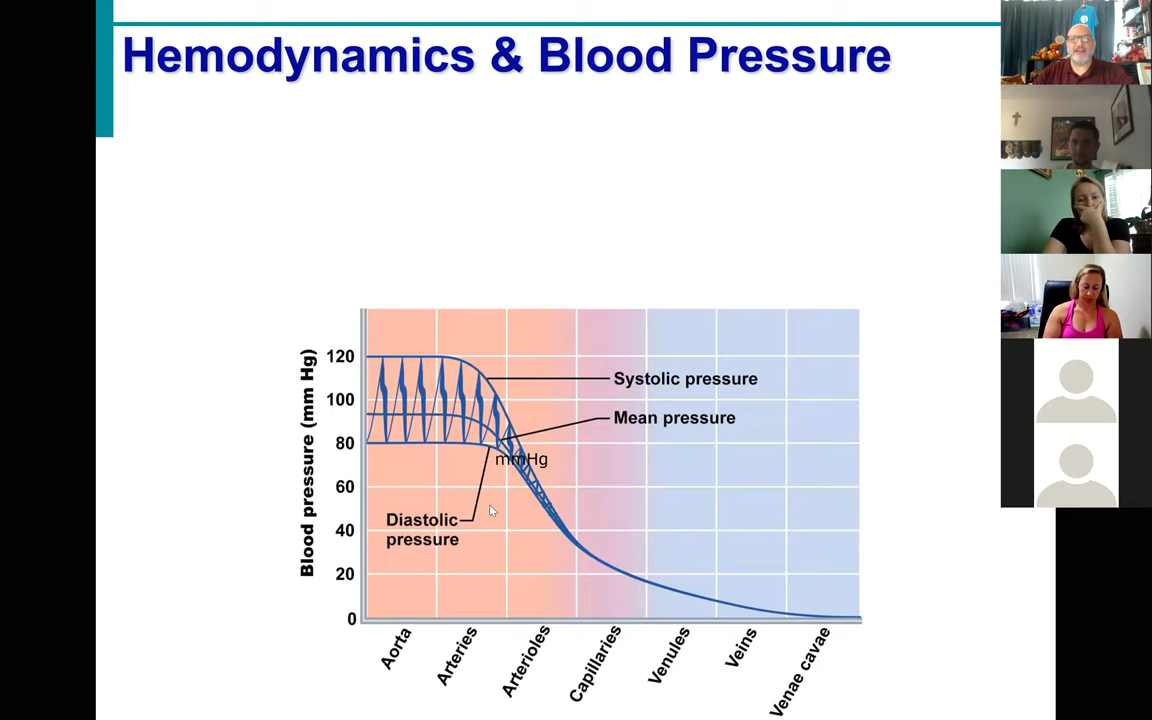 Hemodynamics & Blood Pressure
Blood pressure (mm Hg)
120
100
80
60
40
20
0
Systolic pressure
Mean pressure
mmHg
Diastolic
pressure
Aorta
Arteries
Arterioles
Capillaries
Venules
Veins
Venae cavae